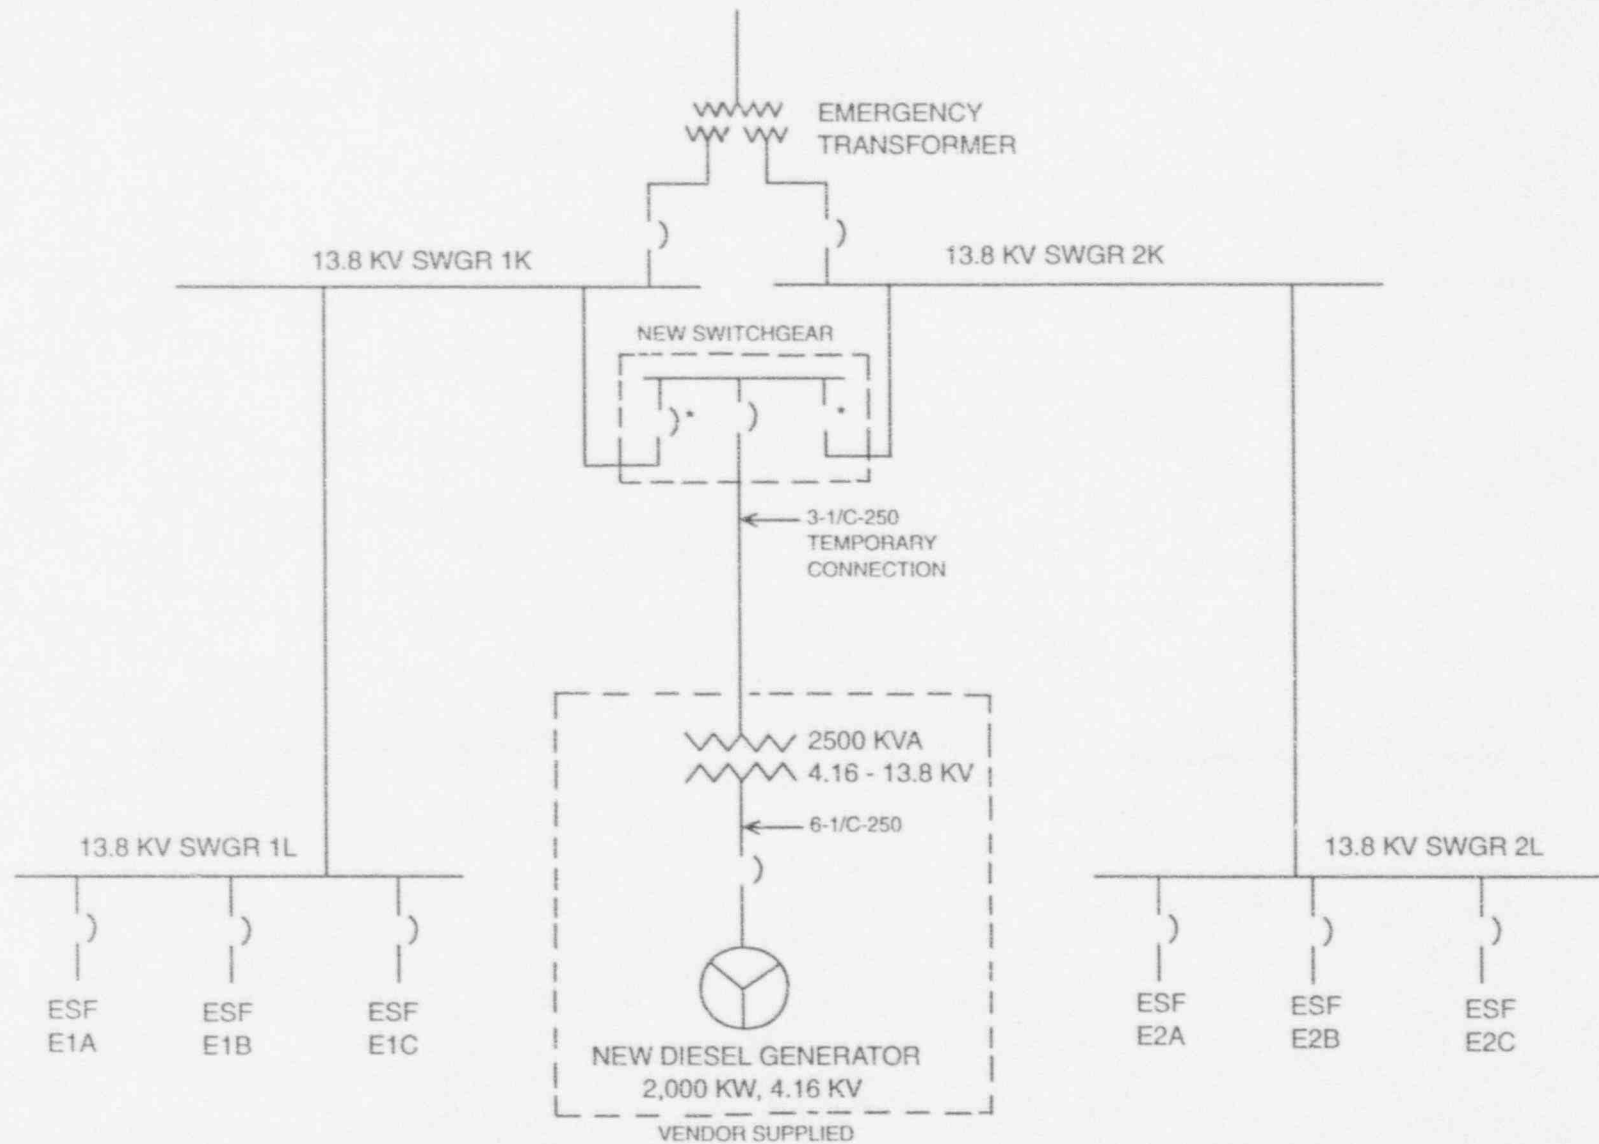 EMERGENCY
TRANSFORMER
13.8 KV SWGR 1K
13.8 KV SWGR 2K
NEW SWITCHGEAR
*
*
3-1/C-250
TEMPORARY
CONNECTION
2500 KVA
4.16 - 13.8 KV
6-1/C-250
13.8 KV SWGR 1L
13.8 KV SWGR 2L
ESF
E1A
ESF
E1B
ESF
E1C
ESF
E2A
ESF
E2B
ESF
E2C
NEW DIESEL GENERATOR
2,000 KW, 4.16 KV
VENDOR SUPPLIED